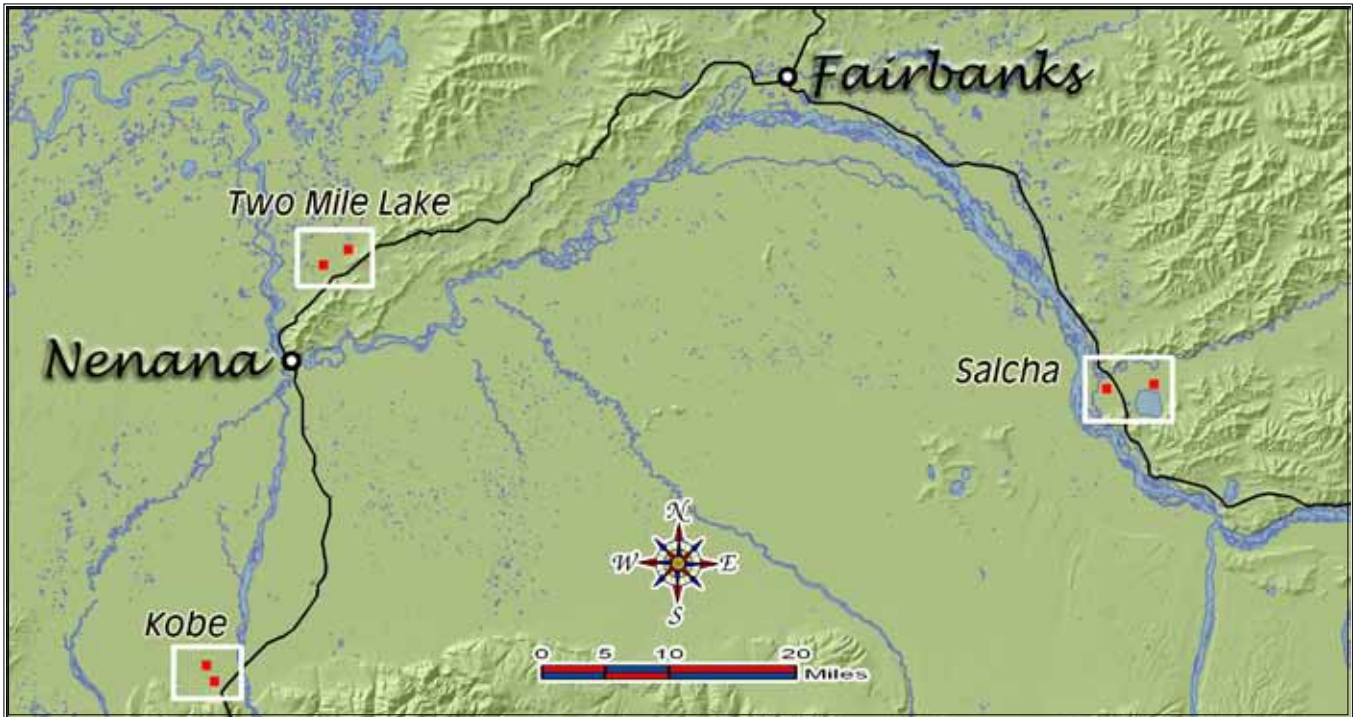 Fairbanks
Two Mile Lake
Nenana
Salcha
N
W E
S
Kobe
0 5 10 20
Miles